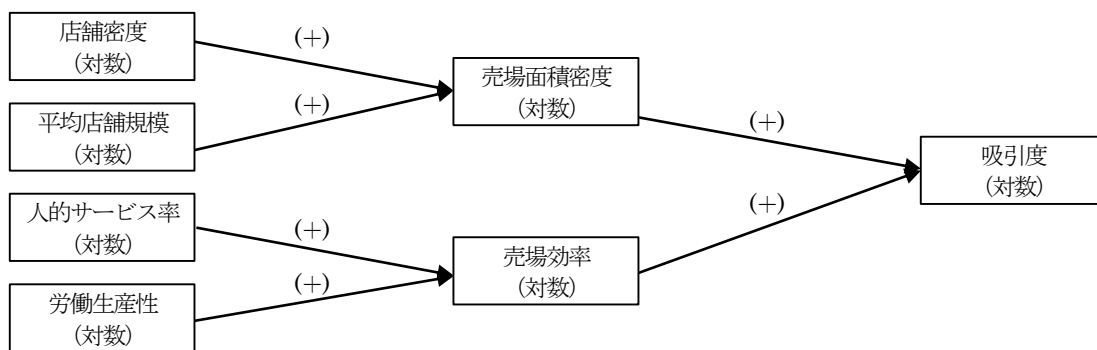 店舗密度
(対数)
(+)
平均店舗規模
(対数)
(+)
売場面積密度
(対数)
(+)
人的サービス率
(対数)
(+)
労働生産性
(対数)
(+)
売場効率
(対数)
(+)
吸引度
(対数)